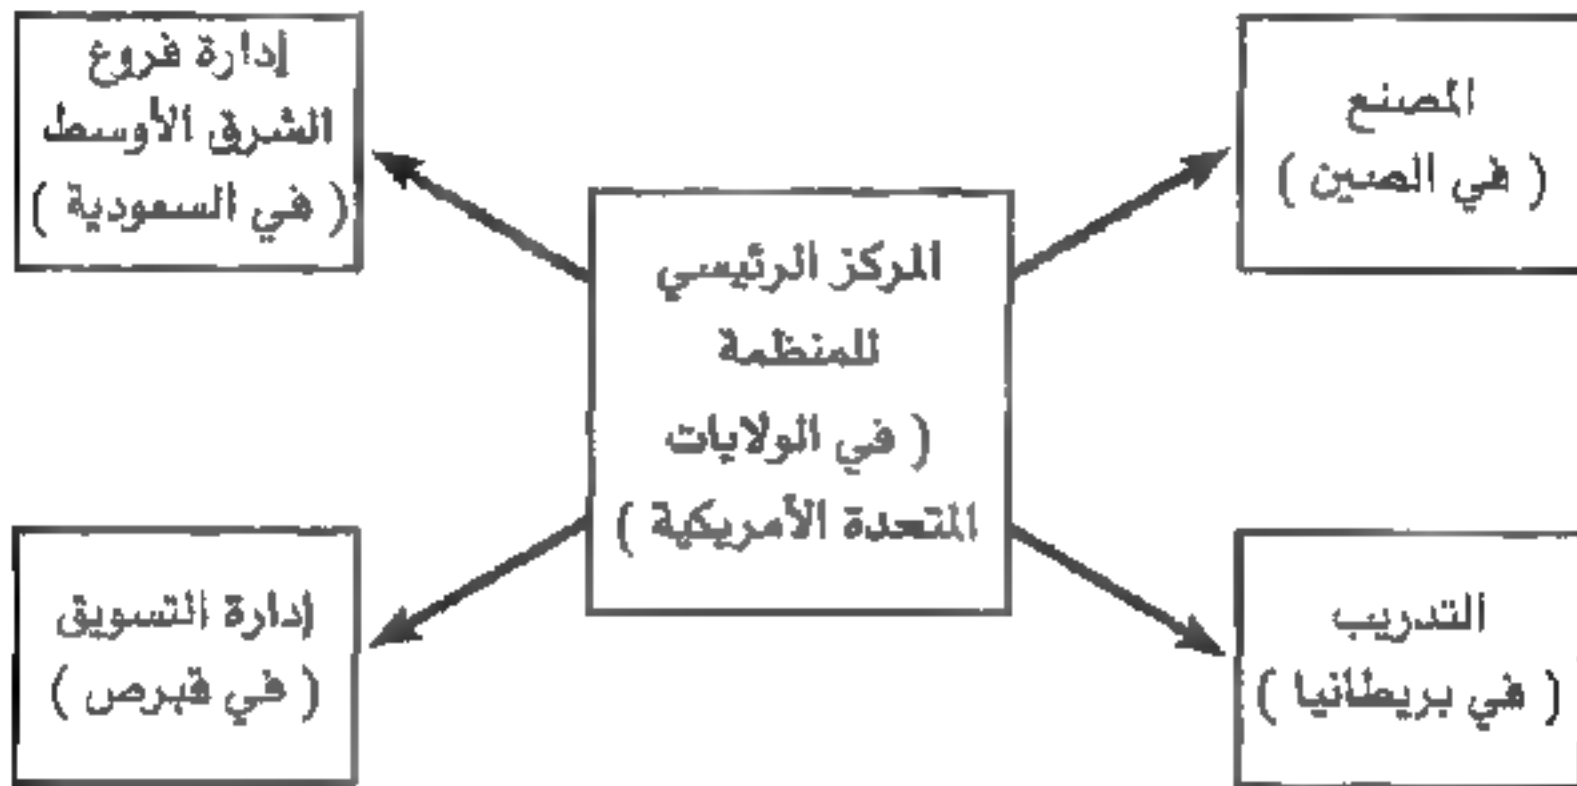 المصنع
( في الصين )
إدارة فروع
الشرق الأوسط
( في السعودية )
المركز الرئيسي
للمنظمة
( في الولايات
المتحدة الأمريكية )
التدريب
( في بريطانيا )
إدارة التسويق
( في قبرص )